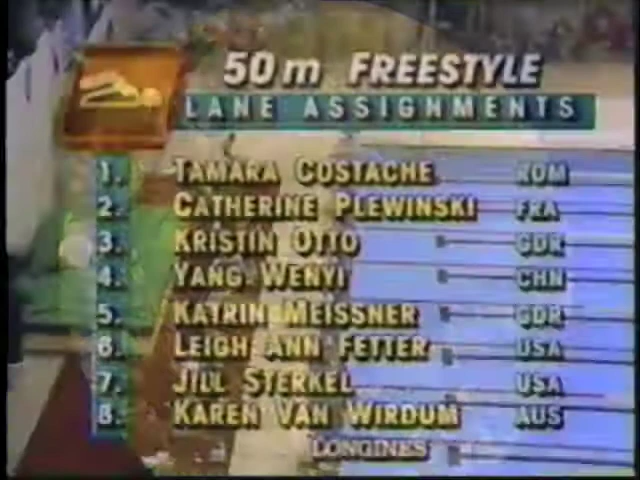 50 m FREESTYLE
LANE ASSIGNMENTS
1. TAMARA COSTACHE ROM
2. CATHERINE PLEWINSKI FRA
3. KRISTIN OTTO GDR
4. YANG WENYI CHN
5. KATRIN MEISSNER GDR
6. LEIGH ANN FETTER USA
7. JILL STERKEL USA
8. KAREN VAN WIRDUM AUS
LONGINES